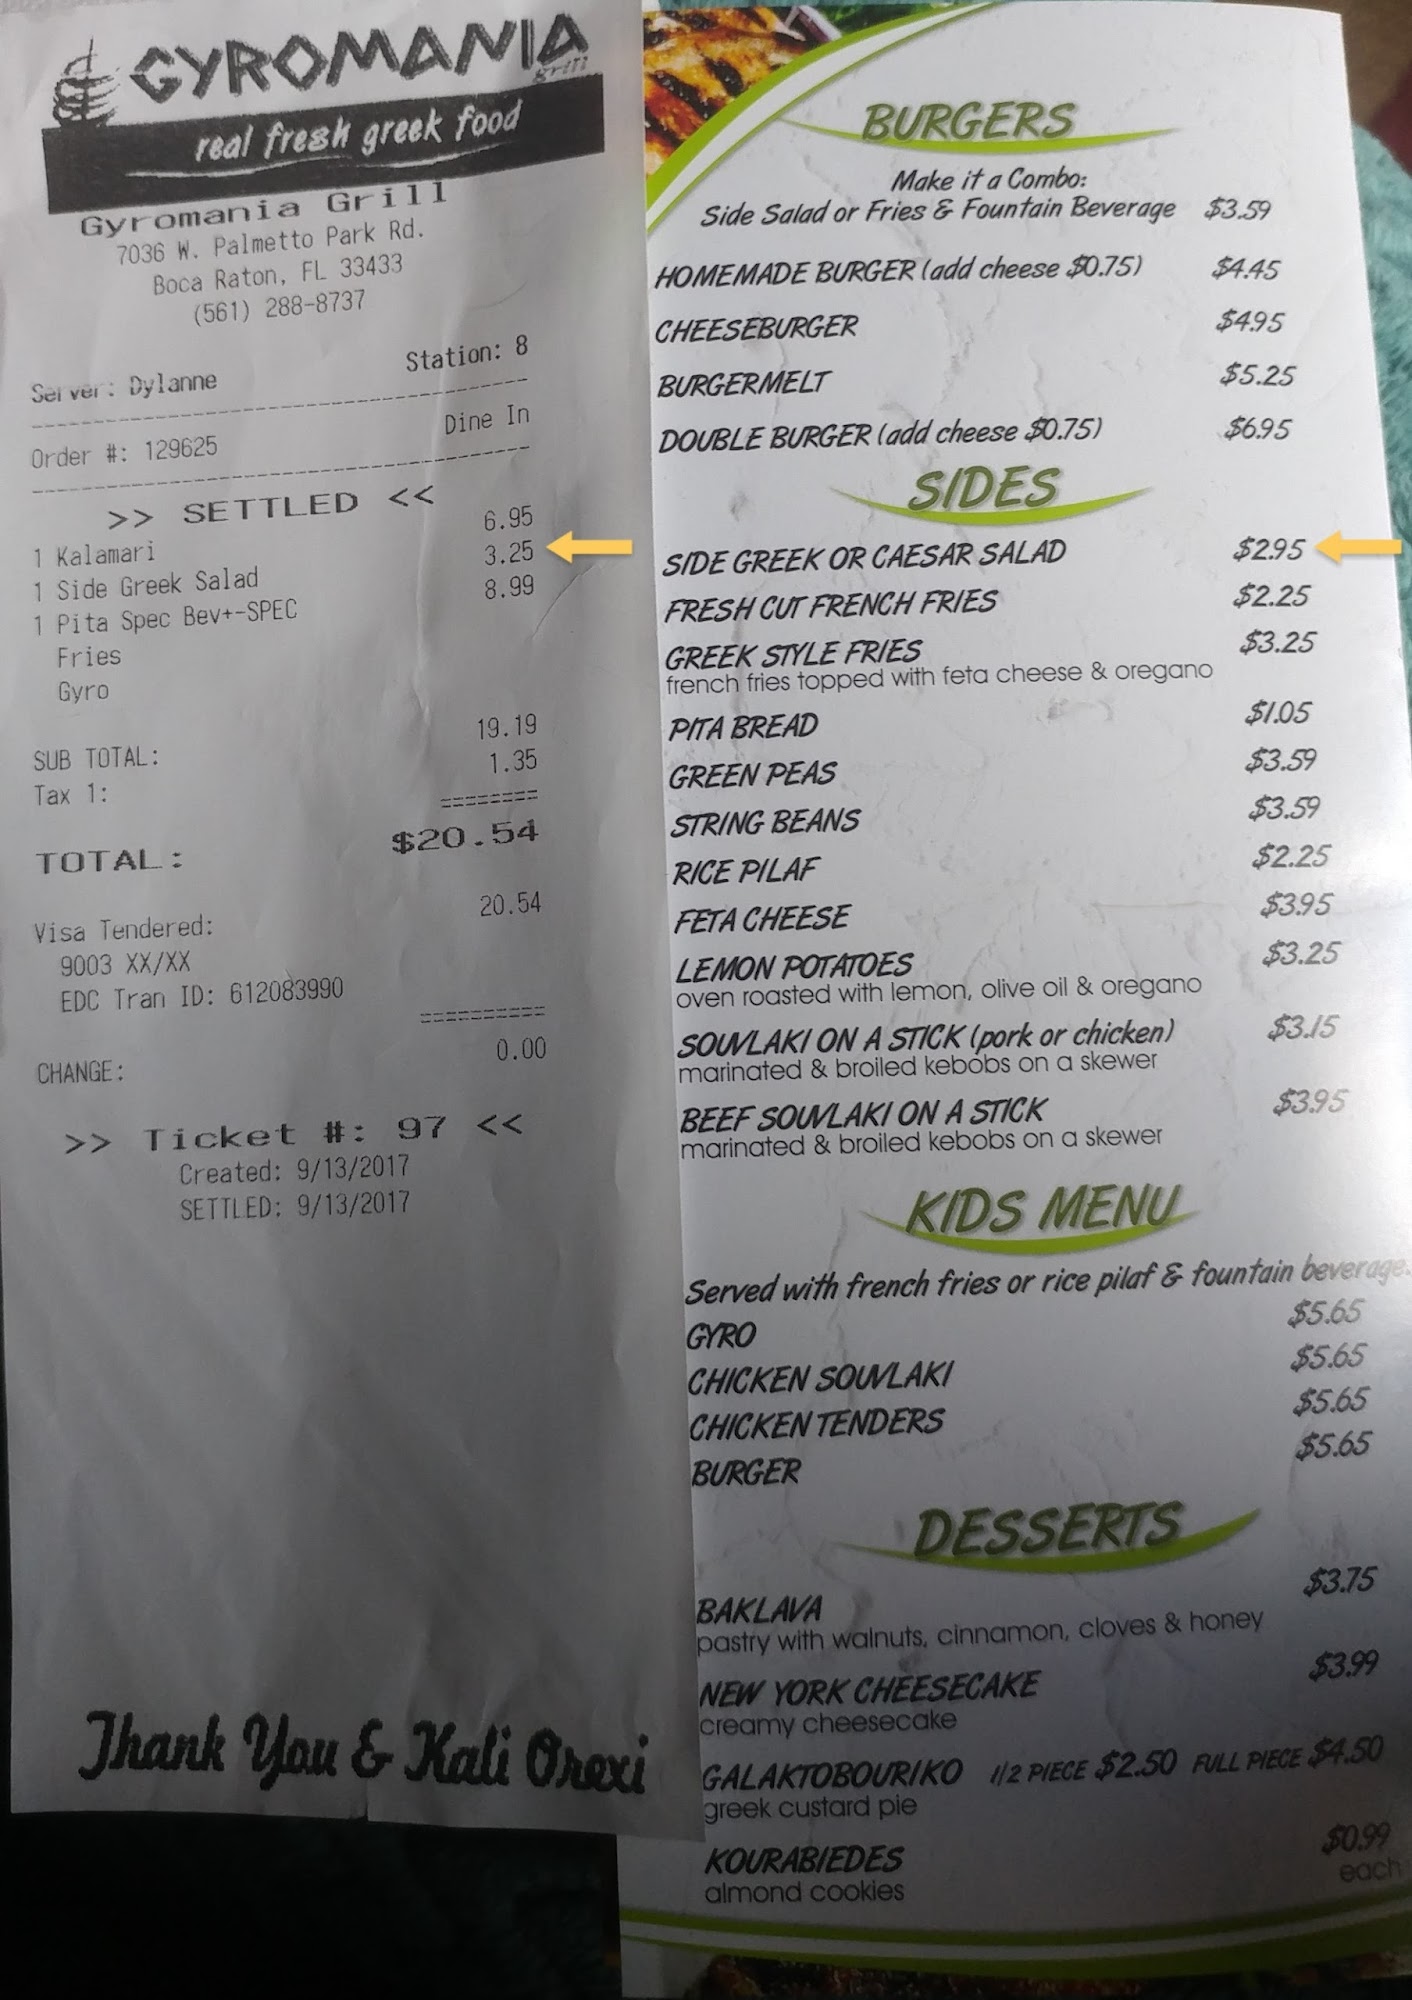 GYROMANIA
grill
real fresh greek food
Gyromania Grill
7036 W. Palmetto Park Rd.
Boca Raton, FL 33433
(561) 288-8737
Station: 8
Server: Dylanne
Dine In
Order #: 129625
>> SETTLED <<
1 Kalamari 6.95
1 Side Greek Salad 3.25
1 Pita Spec Bev+-SPEC 8.99
Fries
Gyro
SUB TOTAL: 19.19
Tax 1: 1.35
========
TOTAL: $20.54
Visa Tendered: 20.54
9003 XX/XX
EDC Tran ID: 612083990
=========
CHANGE: 0.00
>> Ticket #: 97 <<
Created: 9/13/2017
SETTLED: 9/13/2017
Thank You & Kali Orexi
BURGERS
Make it a Combo:
Side Salad or Fries & Fountain Beverage $3.59
HOMEMADE BURGER (add cheese $0.75) $4.45
CHEESEBURGER $4.95
BURGERMELT $5.25
DOUBLE BURGER (add cheese $0.75) $6.95
SIDES
SIDE GREEK OR CAESAR SALAD $2.95
FRESH CUT FRENCH FRIES $2.25
GREEK STYLE FRIES $3.25
french fries topped with feta cheese & oregano
PITA BREAD $1.05
GREEN PEAS $3.59
STRING BEANS $3.59
RICE PILAF $2.25
FETA CHEESE $3.95
LEMON POTATOES $3.25
oven roasted with lemon, olive oil & oregano
SOUVLAKI ON A STICK (pork or chicken) $3.15
marinated & broiled kebobs on a skewer
BEEF SOUVLAKI ON A STICK $3.95
marinated & broiled kebobs on a skewer
KIDS MENU
Served with french fries or rice pilaf & fountain beverage.
GYRO $5.65
CHICKEN SOUVLAKI $5.65
CHICKEN TENDERS $5.65
BURGER $5.65
DESSERTS
BAKLAVA $3.75
pastry with walnuts, cinnamon, cloves & honey
NEW YORK CHEESECAKE $3.99
creamy cheesecake
GALAKTOBOURIKO 1/2 PIECE $2.50 FULL PIECE $4.50
greek custard pie
KOURABIEDES $0.99
almond cookies each